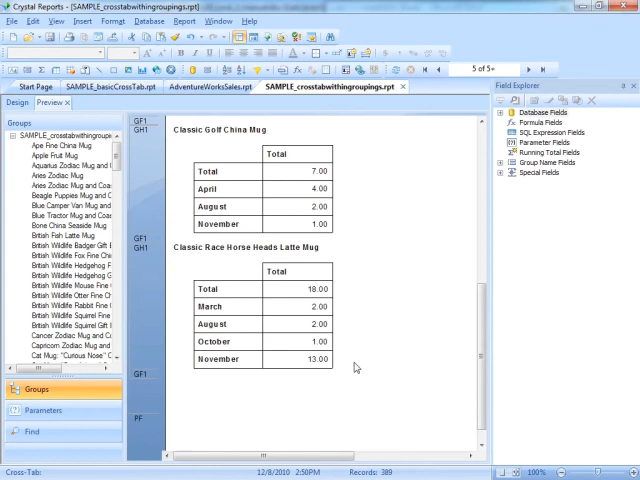 Crystal Reports - [SAMPLE_crosstabwithingroupings.rpt]
File Edit View Insert Format Database Report Window Help
5 of 5+
Start Page SAMPLE_basicCrossTab.rpt AdventureWorksSales.rpt SAMPLE_crosstabwithingroupings.rpt
Field Explorer
Design Preview
Groups
SAMPLE_crosstabwithingroupings
Ape Fine China Mug
Apple Fruit Mug
Aquarius Zodiac Mug and
Aries Zodiac Mug
Aries Zodiac Mug and Coa
Beagle Puppies Mug and
Blue Camper Van Mug and
Blue Tractor Mug and Coast
Bone China Seaside Mug
British Fish Latte Mug
British Wildlife Badger Gift B
British Wildlife Fox Fine Chin
British Wildlife Hedgehog F
British Wildlife Hedgehog G
British Wildlife Mouse Fine
British Wildlife Otter Fine C
British Wildlife Rabbit Fine
British Wildlife Squirrel Fine
British Wildlife Squirrel Gift
Cancer Zodiac Mug and Co
Capricorn Zodiac Mug and
Cat Mug: "Curious Nose" C
Groups
Parameters
Find
GF1
GH1
Classic Golf China Mug
Total
Total 7.00
April 4.00
August 2.00
November 1.00
GF1
GH1
Classic Race Horse Heads Latte Mug
Total
Total 18.00
March 2.00
August 2.00
October 1.00
November 13.00
GF1
PF
Database Fields
Formula Fields
SQL Expression Fields
Parameter Fields
Running Total Fields
Group Name Fields
Special Fields
Cross-Tab: 12/8/2010 2:50PM Records: 389 100%